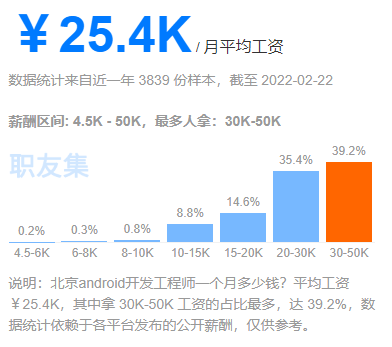 ￥25.4K / 月平均工资
数据统计来自近一年 3839 份样本，截至 2022-02-22
薪酬区间: 4.5K - 50K，最多人拿：30K-50K
职友集
0.2% 0.3% 0.8% 8.8% 14.6% 35.4% 39.2%
4.5-6K 6-8K 8-10K 10-15K 15-20K 20-30K 30-50K
说明：北京android开发工程师一个月多少钱？平均工资
￥25.4K，其中拿 30K-50K 工资的占比最多，达 39.2%，数
据统计依赖于各平台发布的公开薪酬，仅供参考。